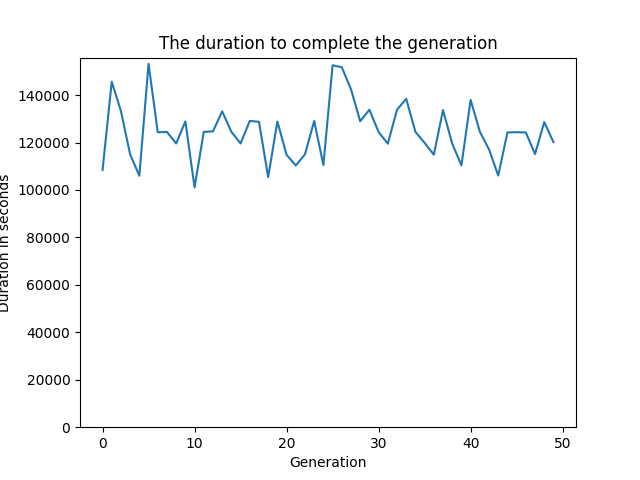 The duration to complete the generation
140000
120000
100000
80000
60000
40000
20000
0
Duration in seconds
0 10 20 30 40 50
Generation